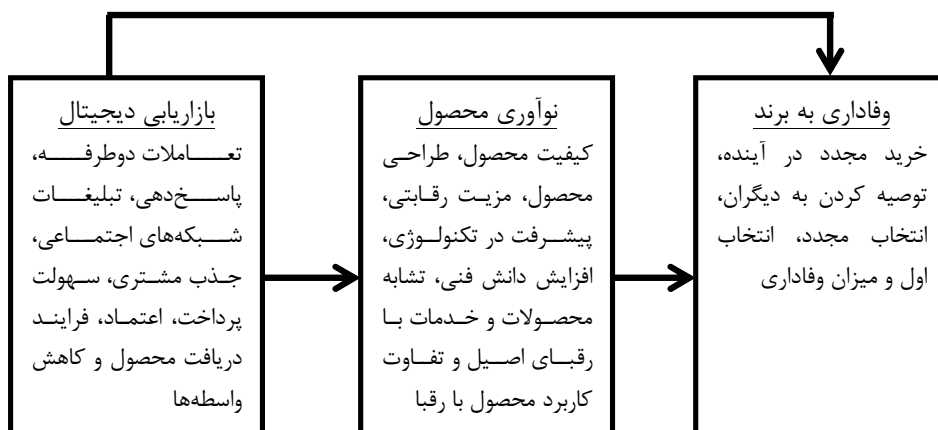 بازاریابی دیجیتال
تعاملات دوطرفه،
پاسخ‌دهی، تبلیغات
شبکه‌های اجتماعی،
جذب مشتری، سهولت
پرداخت، اعتماد، فرایند
دریافت محصول و کاهش
واسطه‌ها
نوآوری محصول
کیفیت محصول، طراحی
محصول، مزیت رقابتی،
پیشرفت در تکنولوژی،
افزایش دانش فنی، تشابه
محصولات و خدمات با
رقبای اصیل و تفاوت
کاربرد محصول با رقبا
وفاداری به برند
خرید مجدد در آینده،
توصیه کردن به دیگران،
انتخاب مجدد، انتخاب
اول و میزان وفاداری